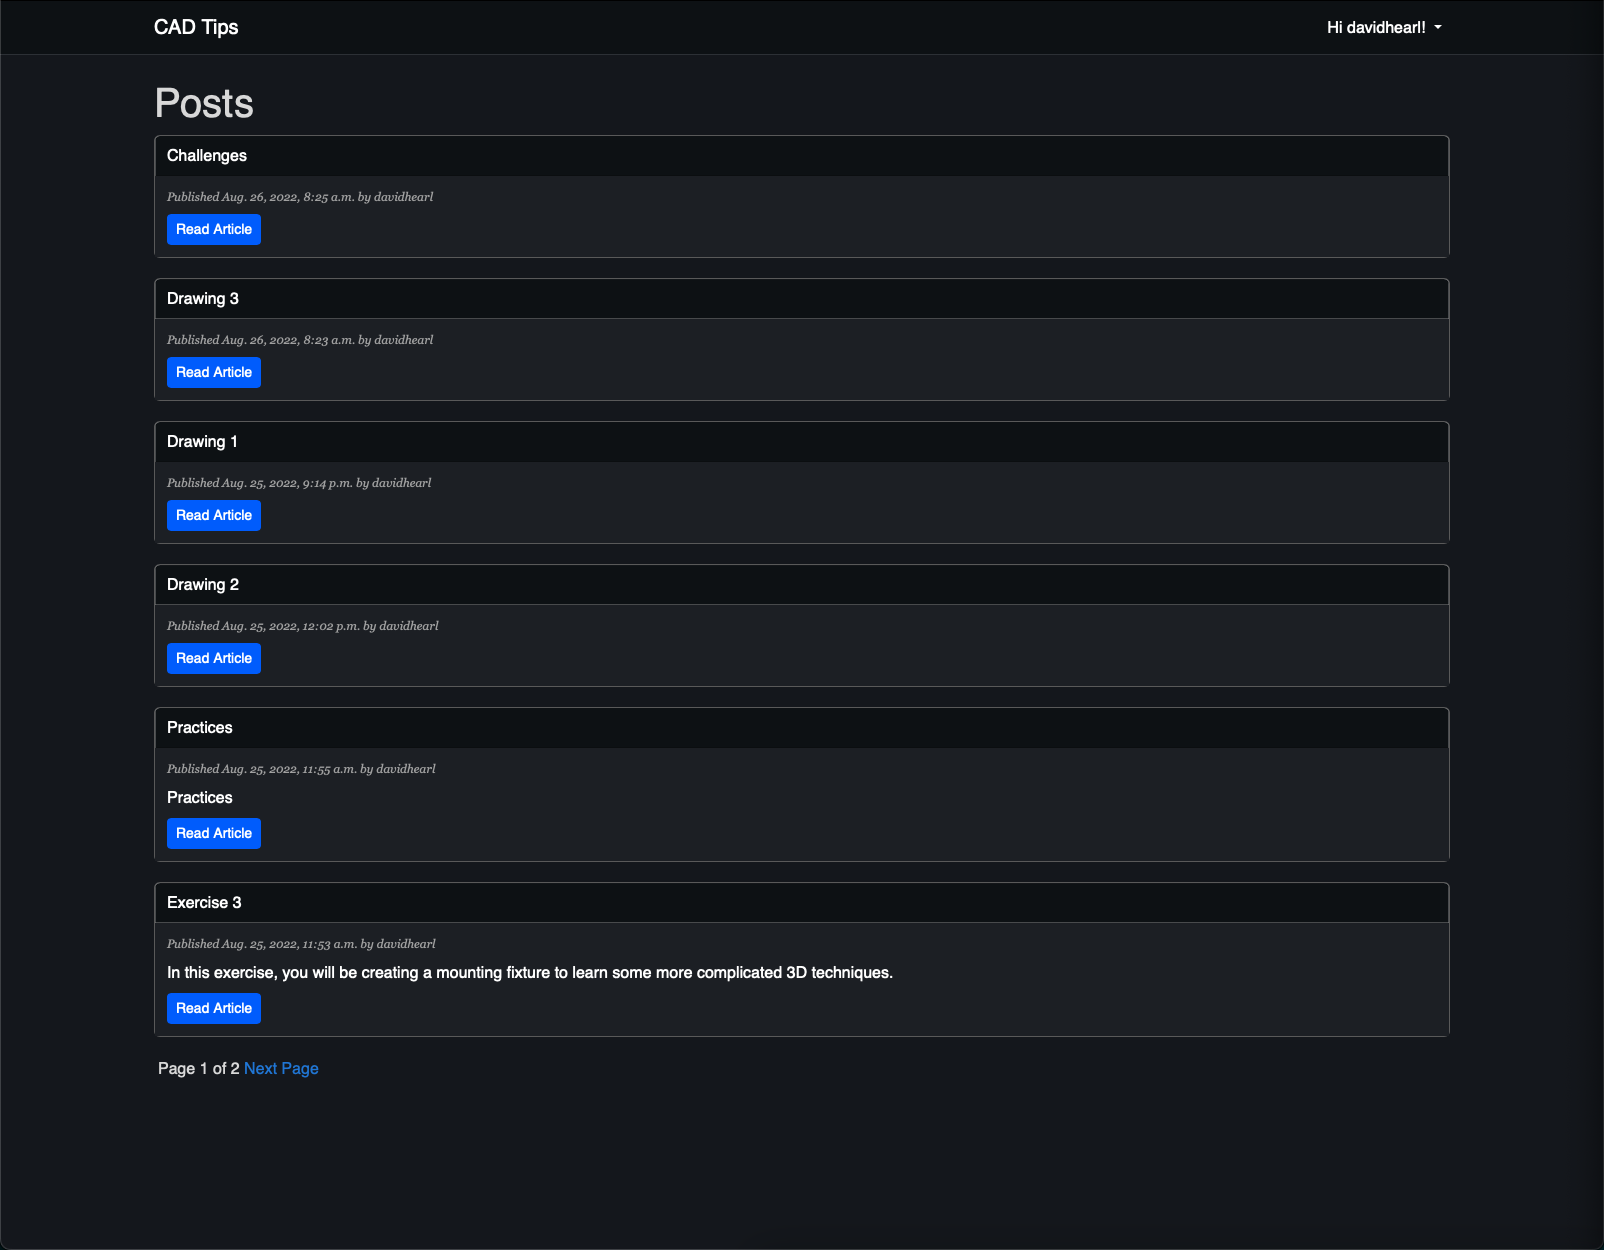 CAD Tips
Hi davidhearl!
Posts
Challenges
Published Aug. 26, 2022, 8:25 a.m. by davidhearl
Read Article
Drawing 3
Published Aug. 26, 2022, 8:23 a.m. by davidhearl
Read Article
Drawing 1
Published Aug. 25, 2022, 9:14 p.m. by davidhearl
Read Article
Drawing 2
Published Aug. 25, 2022, 12:02 p.m. by davidhearl
Read Article
Practices
Published Aug. 25, 2022, 11:55 a.m. by davidhearl
Practices
Read Article
Exercise 3
Published Aug. 25, 2022, 11:53 a.m. by davidhearl
In this exercise, you will be creating a mounting fixture to learn some more complicated 3D techniques.
Read Article
Page 1 of 2 Next Page